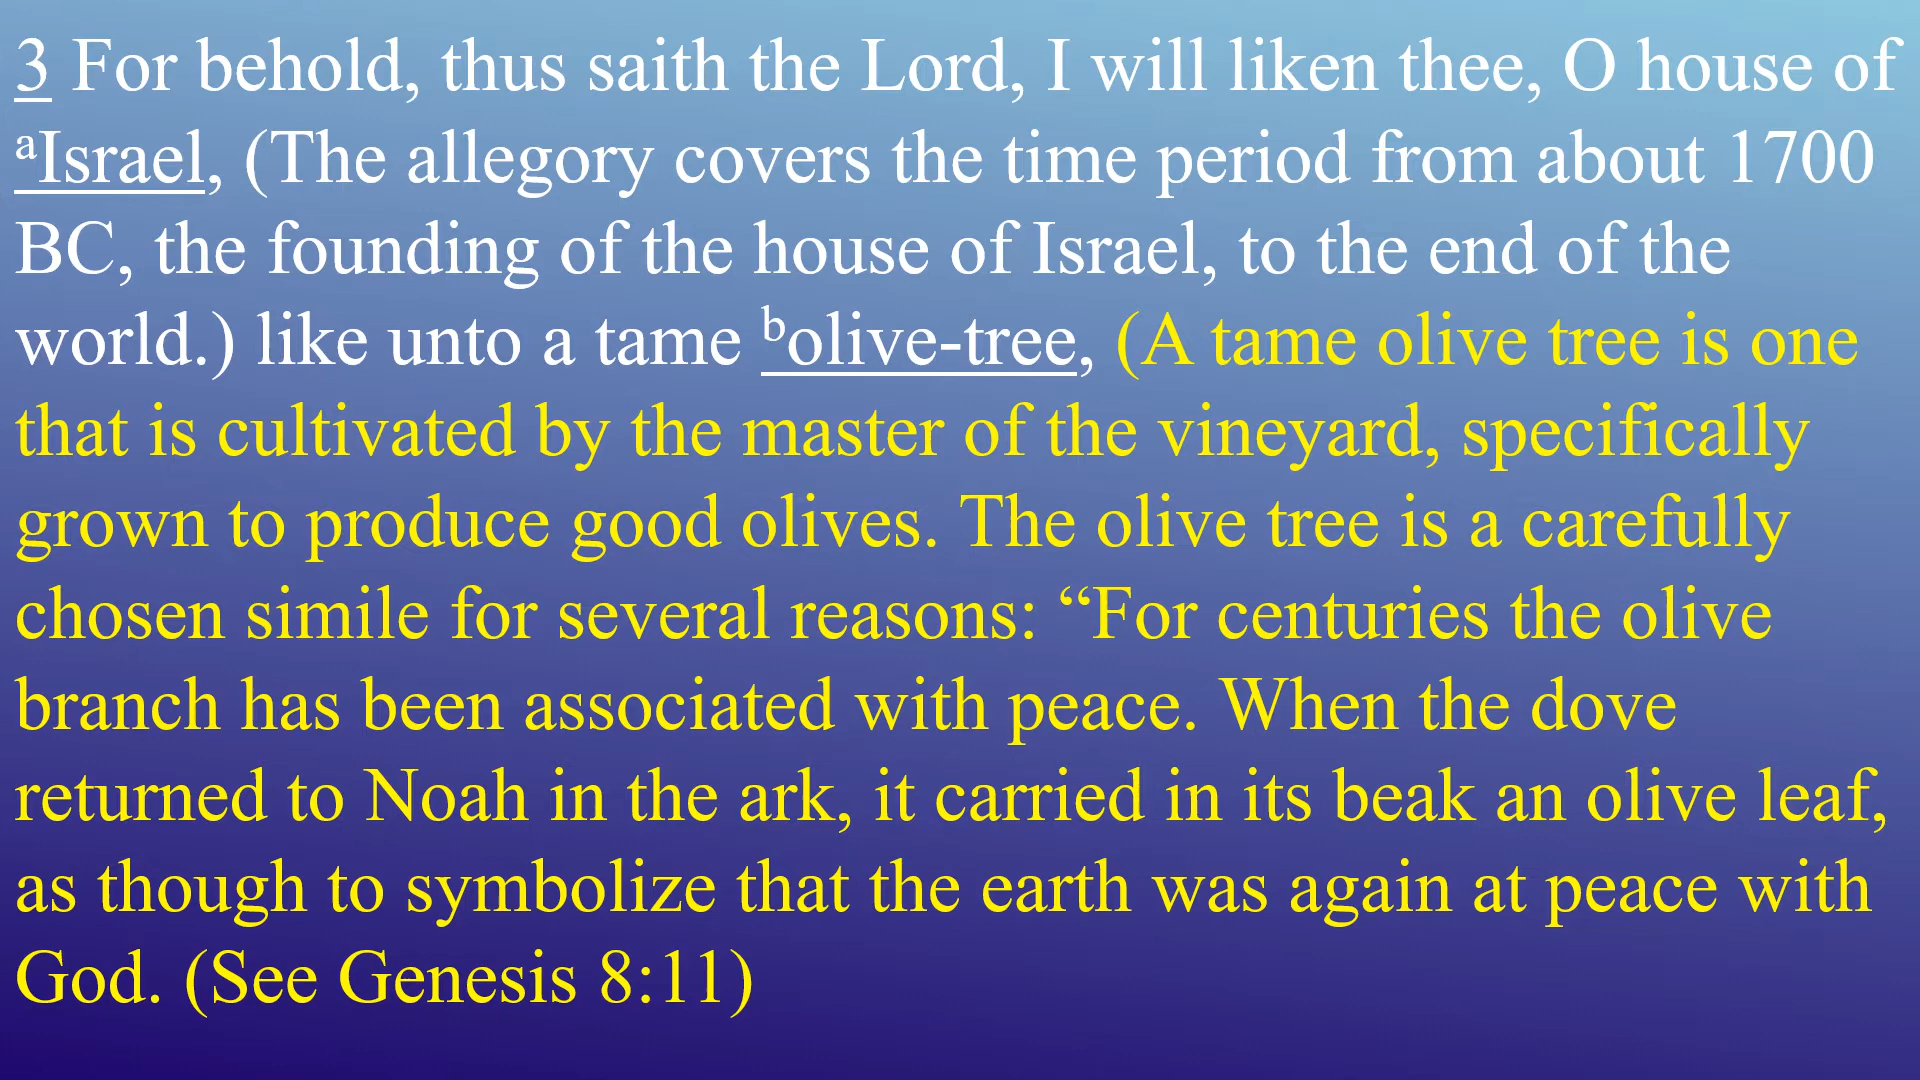 3 For behold, thus saith the Lord, I will liken thee, O house of
aIsrael, (The allegory covers the time period from about 1700
BC, the founding of the house of Israel, to the end of the
world.) like unto a tame bolive-tree, (A tame olive tree is one
that is cultivated by the master of the vineyard, specifically
grown to produce good olives. The olive tree is a carefully
chosen simile for several reasons: “For centuries the olive
branch has been associated with peace. When the dove
returned to Noah in the ark, it carried in its beak an olive leaf,
as though to symbolize that the earth was again at peace with
God. (See Genesis 8:11)